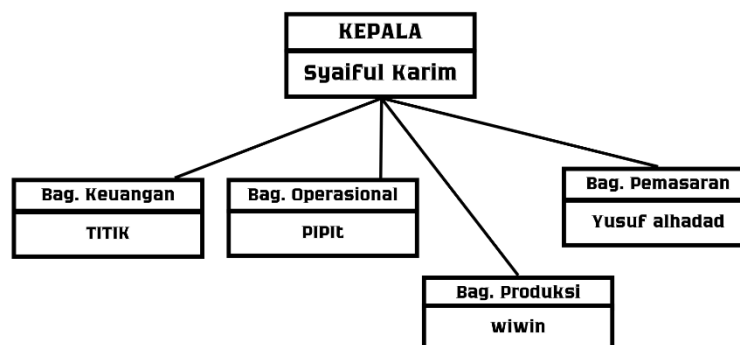 KEPALA
Syaiful Karim
Bag. Keuangan
TITIK
Bag. Operasional
PIPIt
Bag. Pemasaran
Yusuf alhadad
Bag. Produksi
wiwin